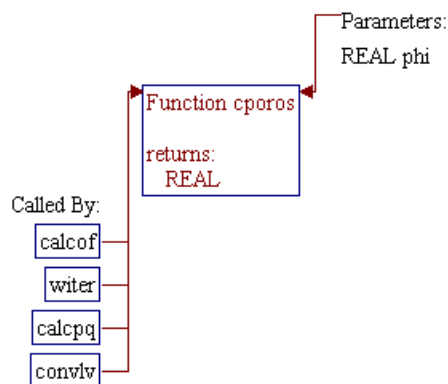 Parameters:
REAL phi
Function cporos
returns:
REAL
Called By:
calcof
witer
calcpq
convlv